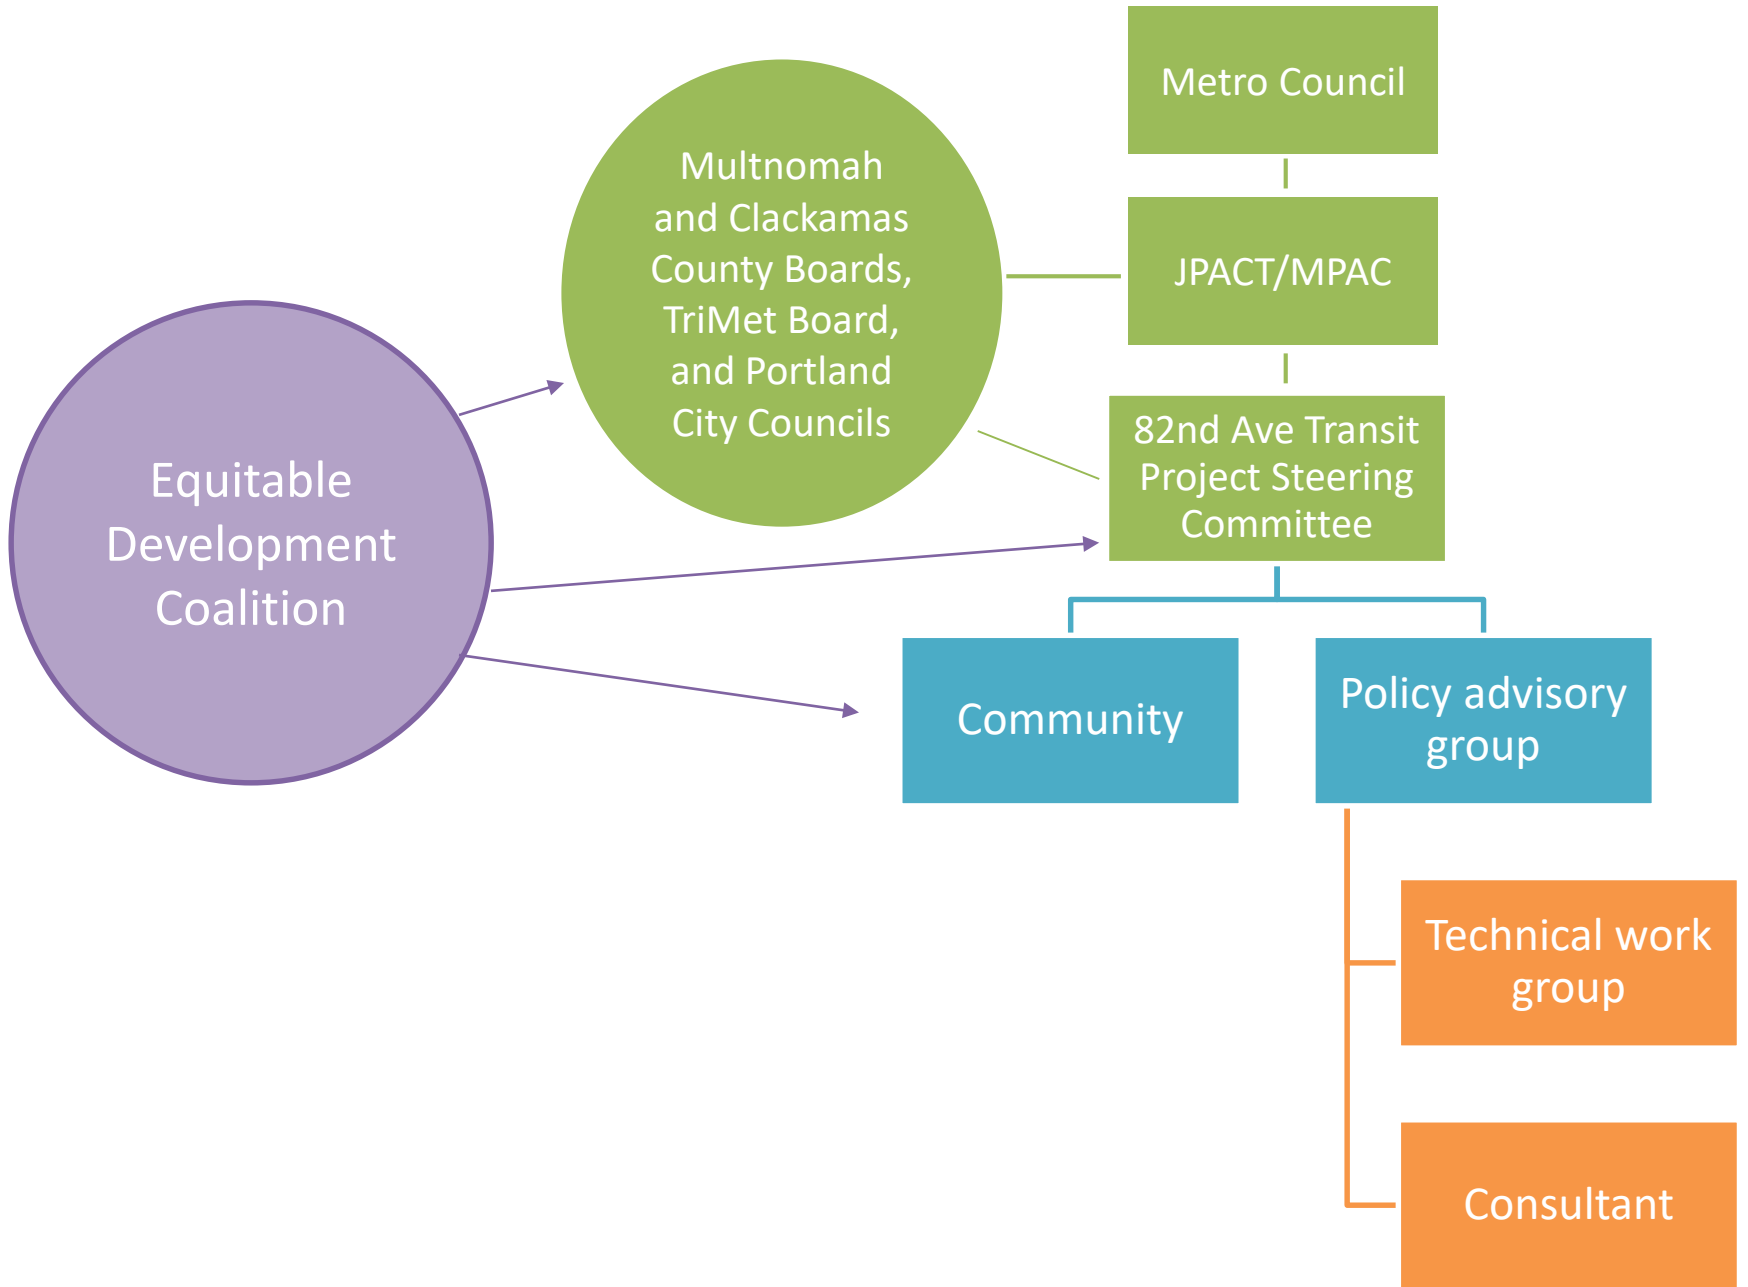 Metro Council
Multnomah
and Clackamas
County Boards,
TriMet Board,
and Portland
City Councils
JPACT/MPAC
82nd Ave Transit
Project Steering
Committee
Equitable
Development
Coalition
Community
Policy advisory
group
Technical work
group
Consultant